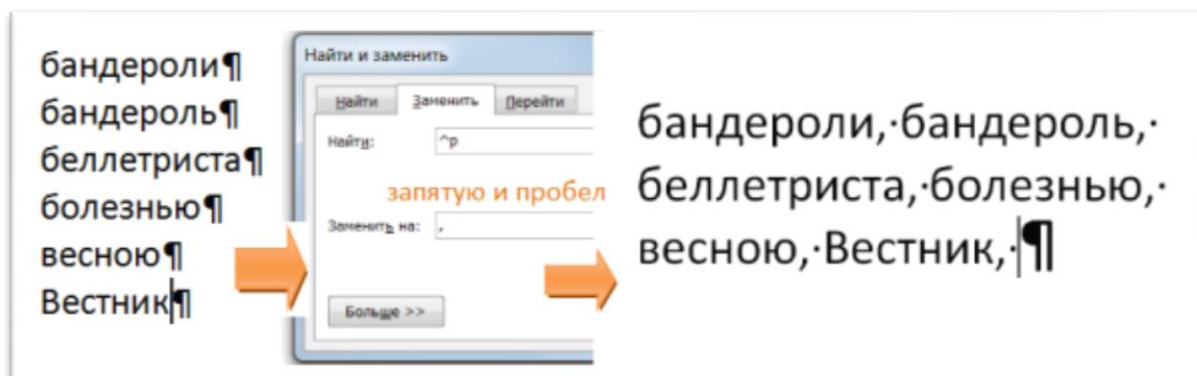 бандероли¶
бандероль¶
беллетриста¶
болезнью¶
весною¶
Вестник¶
Найти и заменить
Найти Заменить Перейти
Найти: ^p
запятую и пробел
Заменить на: ,
Больше >>
бандероли,·бандероль,·
беллетриста,·болезнью,·
весною,·Вестник,·¶